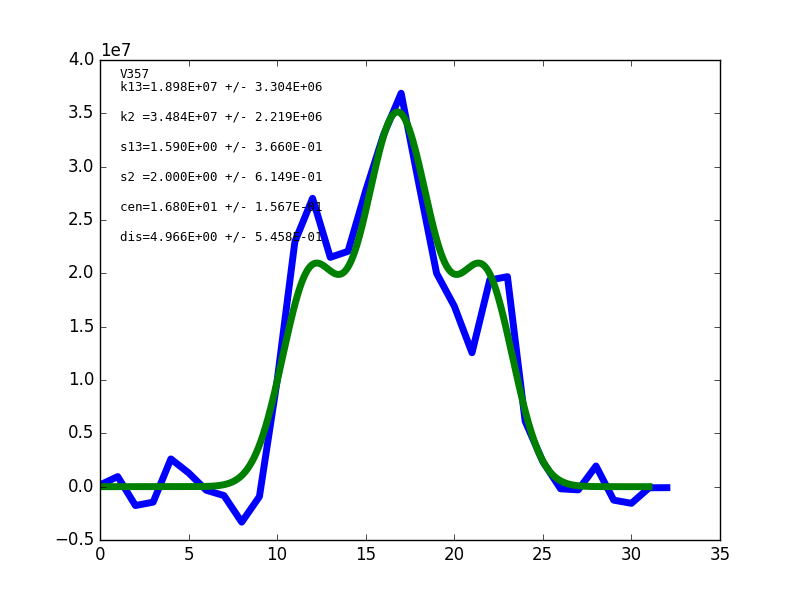 1e7
V357
k13=1.898E+07 +/- 3.304E+06
k2 =3.484E+07 +/- 2.219E+06
s13=1.590E+00 +/- 3.660E-01
s2 =2.000E+00 +/- 6.149E-01
cen=1.680E+01 +/- 1.567E-01
dis=4.966E+00 +/- 5.458E-01
4.0
3.5
3.0
2.5
2.0
1.5
1.0
0.5
0.0
−0.5
0 5 10 15 20 25 30 35